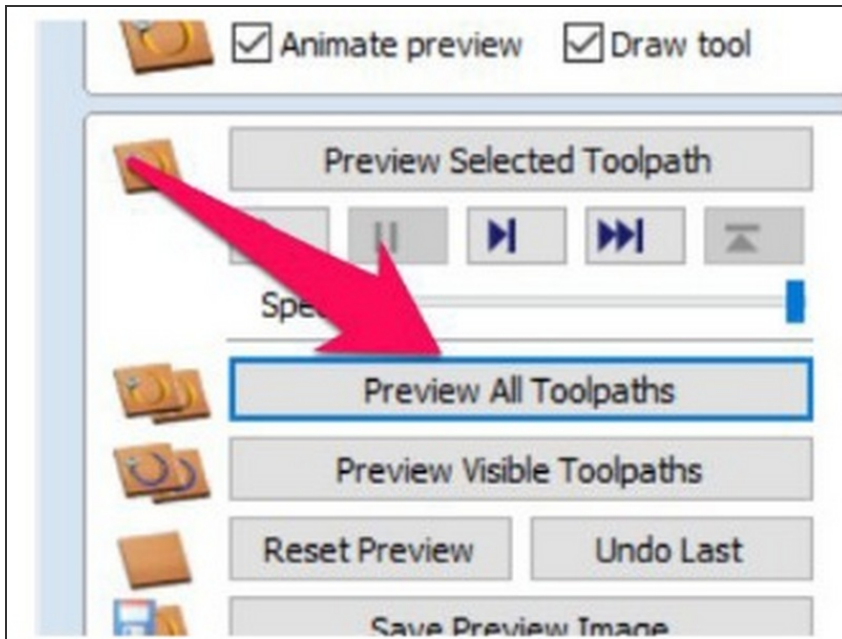 Animate preview Draw tool
Preview Selected Toolpath
Spe
Preview All Toolpaths
Preview Visible Toolpaths
Reset Preview Undo Last
Save Preview Image